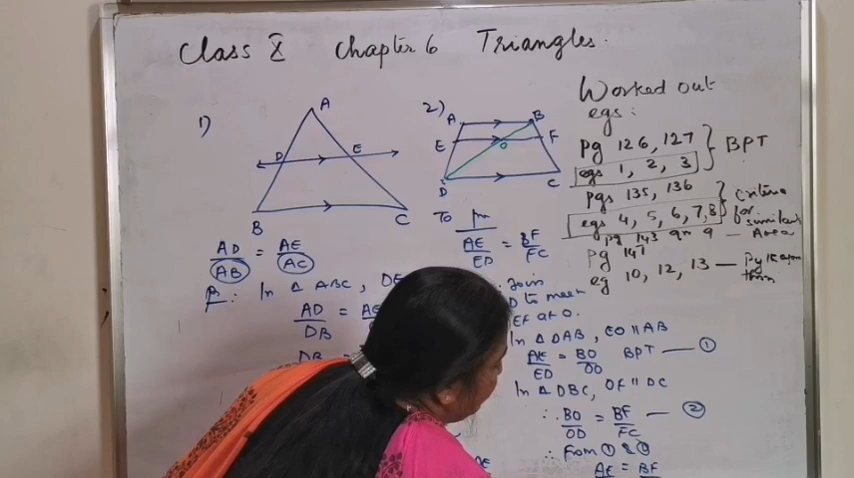 Class X Chapter 6 Triangles.
1)
A
D E
B C
AD/AB = AE/AC
In Δ ABC, DE
AD/DB =
DB
2)
A B
E O F
D C
To
AE/ED = BF/FC
Join
D to meet
EF at O.
In Δ DAB, EO || AB
AE/ED = BO/OD BPT — ①
In Δ DBC, OF || DC
∴ BO/OD = BF/FC — ②
∴ From ① & ②
AE = BF
Worked out
egs:
Pg 126, 127
egs 1, 2, 3 } BPT
Pgs 135, 136
egs 4, 5, 6, 7, 8 } Criteria for
pg 143 9 — Area
Pg 147
eg 10, 12, 13 —